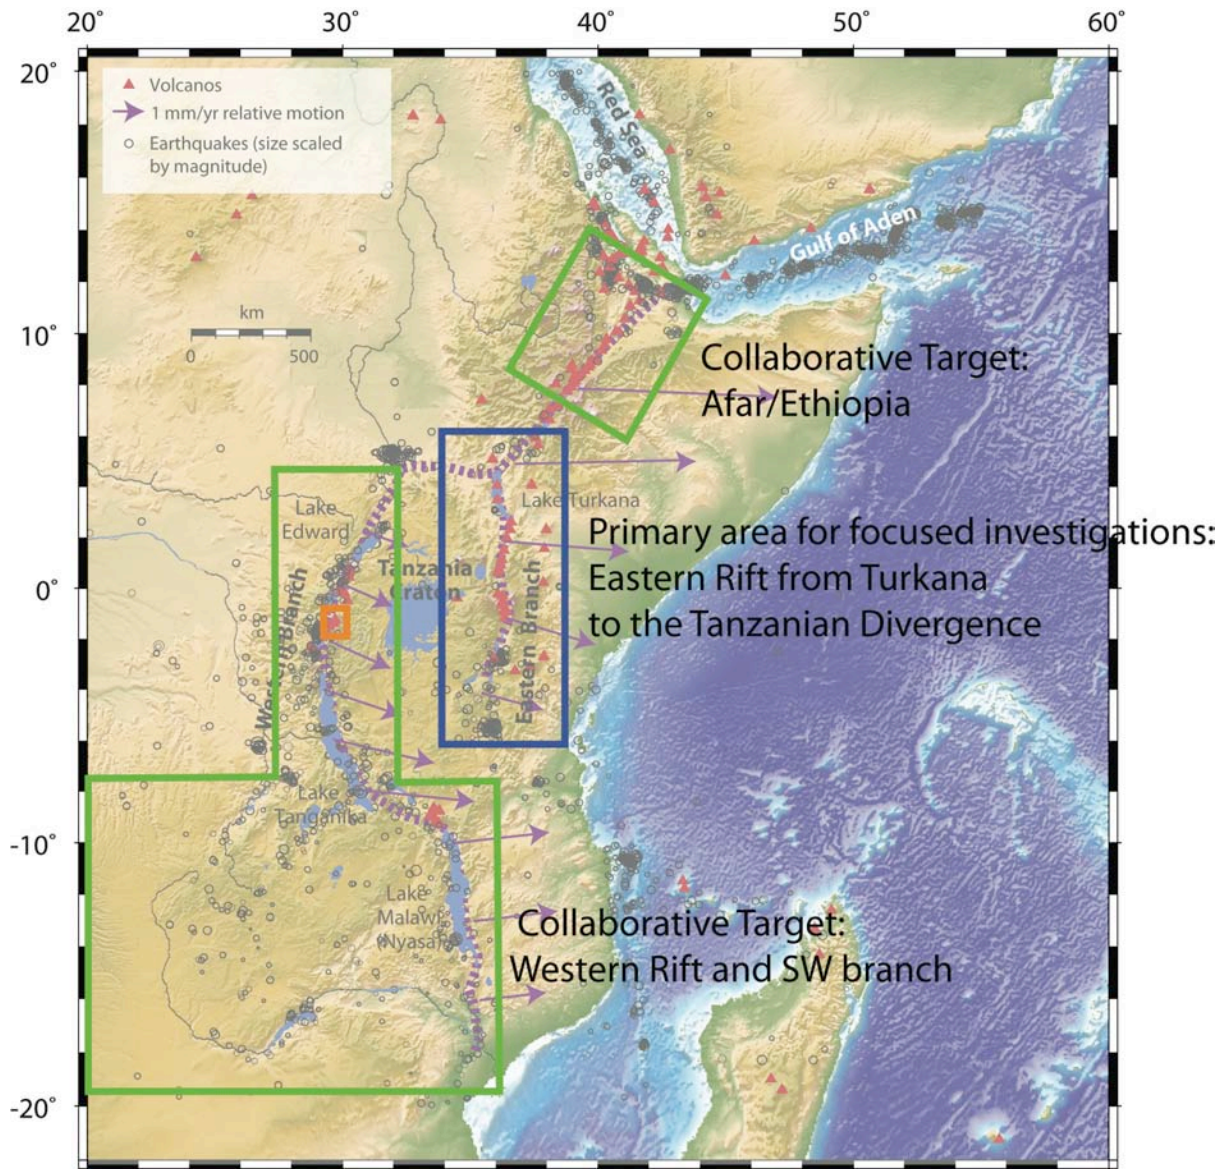 20° 30° 40° 50° 60°
20°
Volcanos
1 mm/yr relative motion
Earthquakes (size scaled
by magnitude)
Red Sea
Gulf of Aden
km
0 500
10°
Collaborative Target:
Afar/Ethiopia
Lake
Edward
Lake Turkana
Primary area for focused investigations:
Eastern Rift from Turkana
to the Tanzanian Divergence
Tanzania
Craton
0°
Western Branch
Eastern Branch
Lake
Tanganika
-10°
Lake
Malawi
(Nyasa)
Collaborative Target:
Western Rift and SW branch
-20°